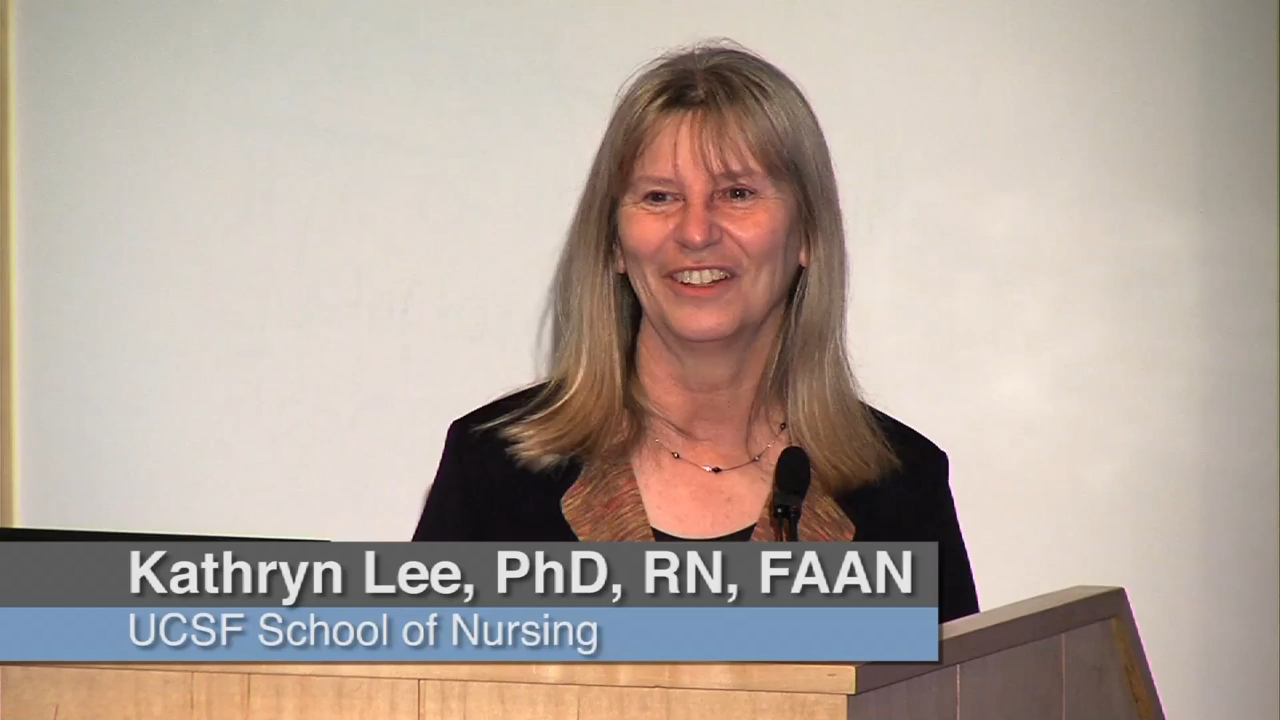 Kathryn Lee, PhD, RN, FAAN
UCSF School of Nursing